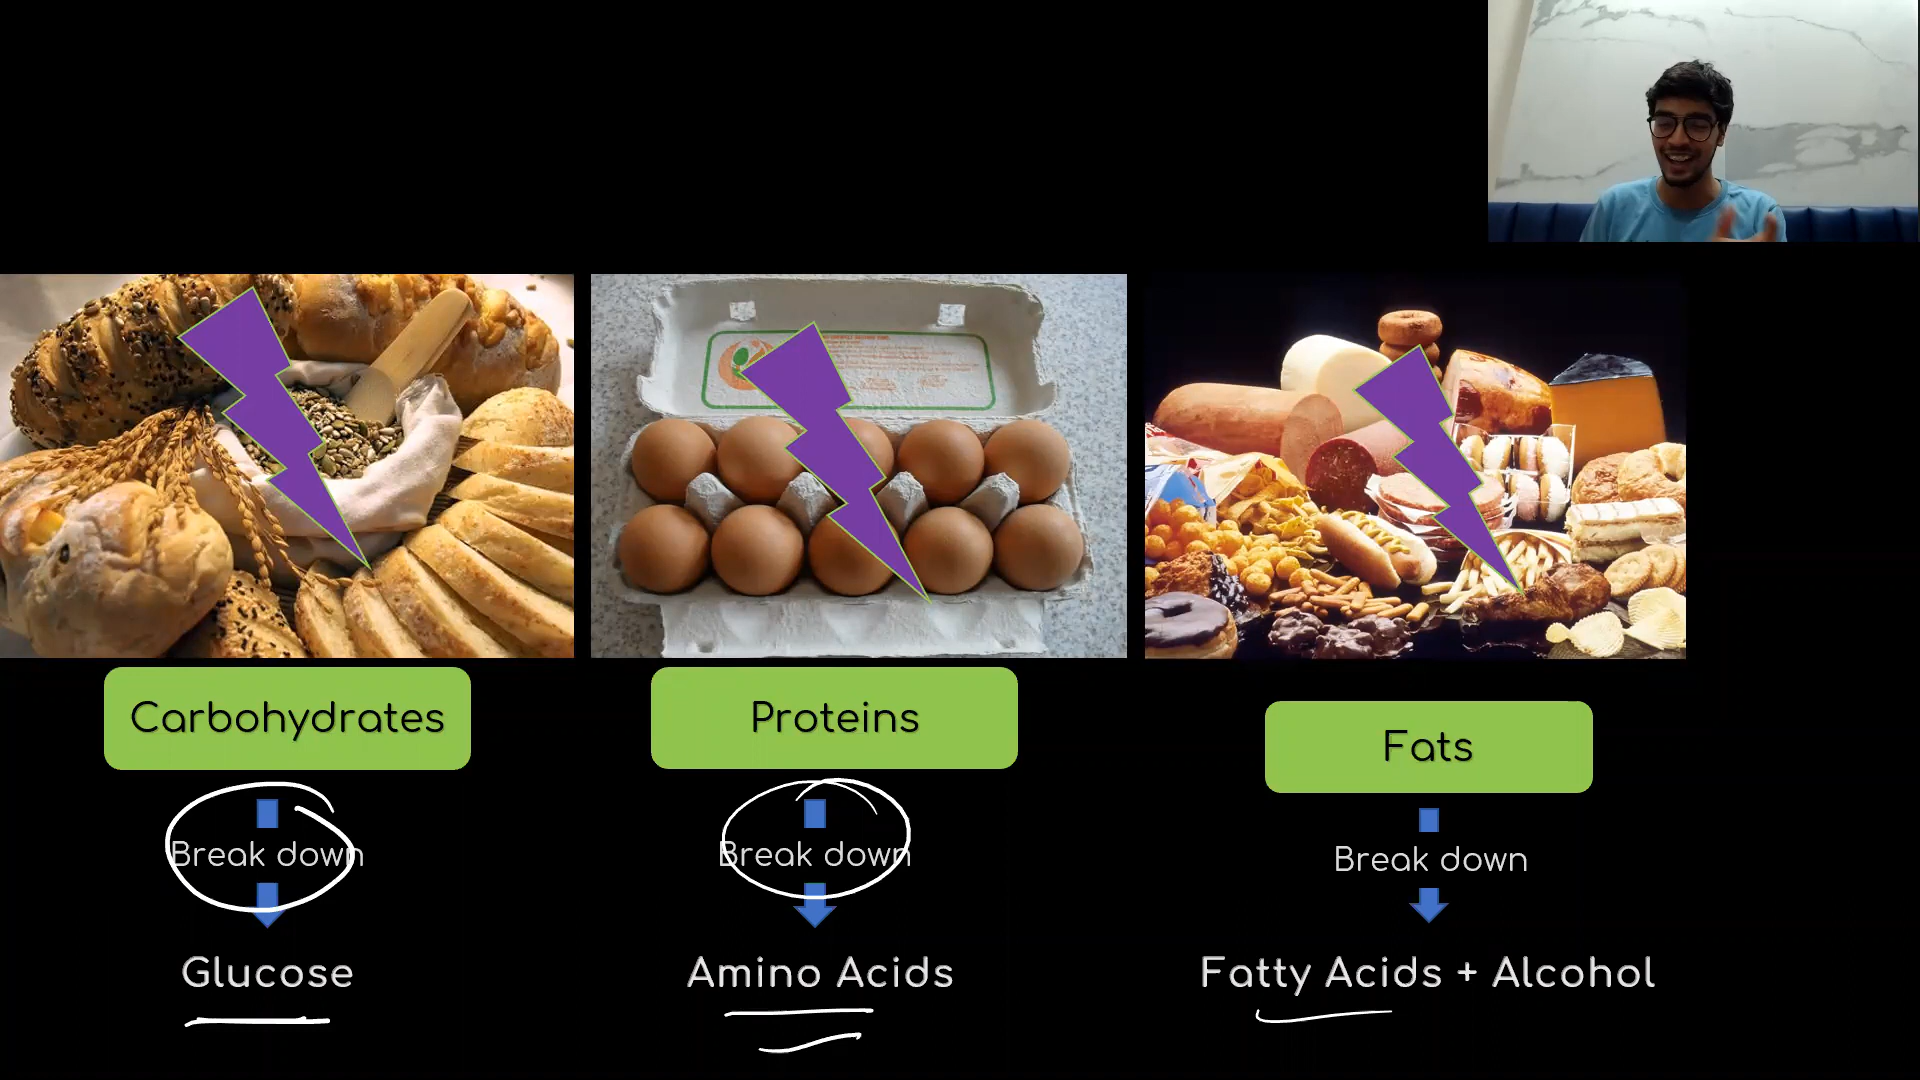 Carbohydrates
Break down
Glucose
Proteins
Break down
Amino Acids
Fats
Break down
Fatty Acids + Alcohol